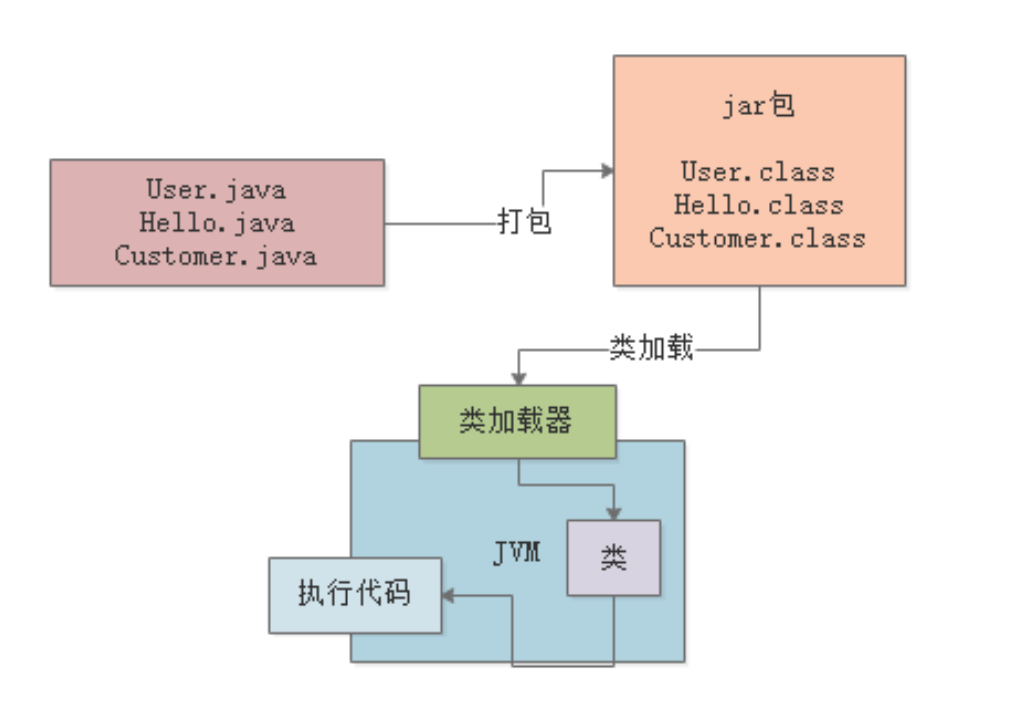 User.java
Hello.java
Customer.java
打包
jar包
User.class
Hello.class
Customer.class
类加载
类加载器
JVM
类
执行代码